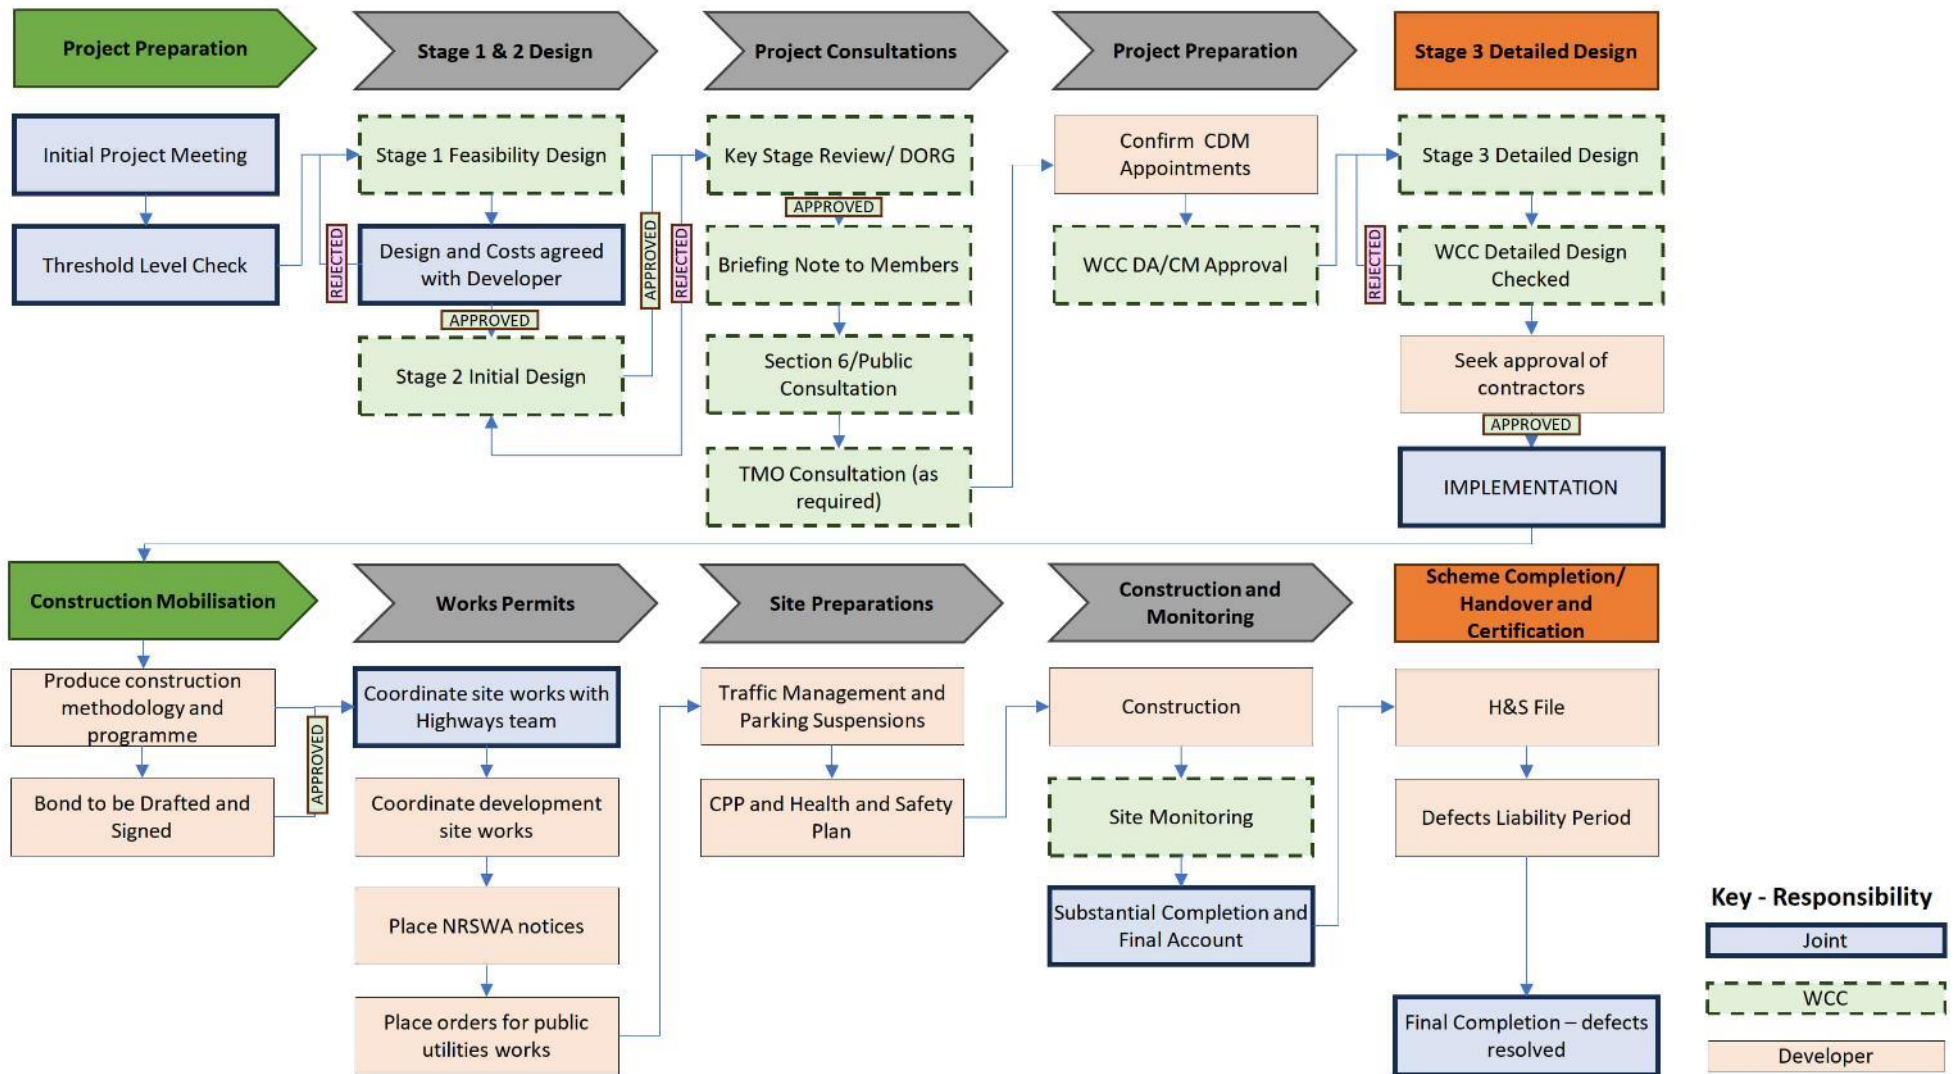 Project Preparation
Stage 1 & 2 Design
Project Consultations
Project Preparation
Stage 3 Detailed Design
Initial Project Meeting
Threshold Level Check
Stage 1 Feasibility Design
REJECTED
Design and Costs agreed
with Developer
APPROVED
Stage 2 Initial Design
APPROVED
REJECTED
Key Stage Review/ DORG
APPROVED
Briefing Note to Members
Section 6/Public
Consultation
TMO Consultation (as
required)
Confirm CDM
Appointments
WCC DA/CM Approval
Stage 3 Detailed Design
REJECTED
WCC Detailed Design
Checked
Seek approval of
contractors
APPROVED
IMPLEMENTATION
Construction Mobilisation
Works Permits
Site Preparations
Construction and
Monitoring
Scheme Completion/
Handover and
Certification
Produce construction
methodology and
programme
Bond to be Drafted and
Signed
APPROVED
Coordinate site works with
Highways team
Coordinate development
site works
Place NRSWA notices
Place orders for public
utilities works
Traffic Management and
Parking Suspensions
CPP and Health and Safety
Plan
Construction
Site Monitoring
Substantial Completion and
Final Account
H&S File
Defects Liability Period
Final Completion – defects
resolved
Key - Responsibility
Joint
WCC
Developer